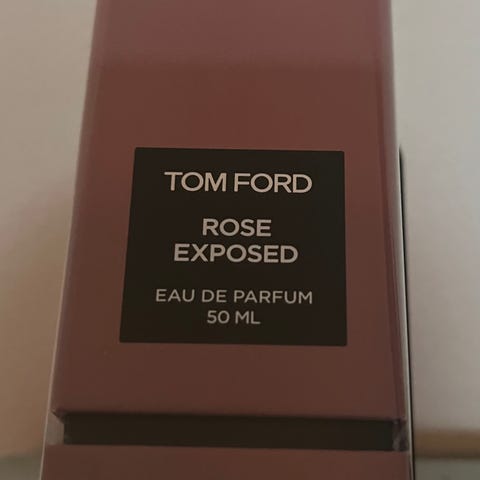 TOM FORD
ROSE
EXPOSED
EAU DE PARFUM
50 ML